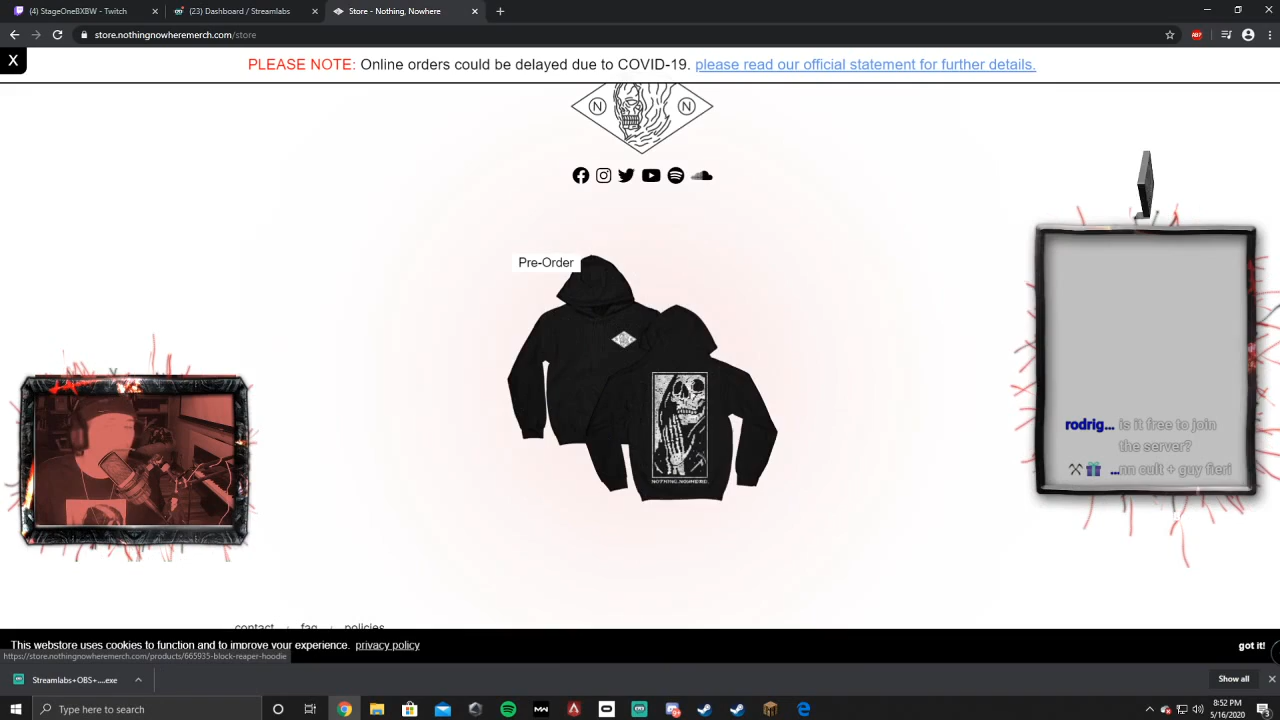 (4) StageOneBXBW - Twitch
(23) Dashboard / Streamlabs
Store - Nothing, Nowhere
store.nothingnowheremerch.com/store
X
PLEASE NOTE: Online orders could be delayed due to COVID-19. please read our official statement for further details.
N N
Pre-Order
NOTHING,NOWHERE.
rodrig... is it free to join
the server?
...nn cult + guy fieri
contact / faq / policies
This webstore uses cookies to function and to improve your experience. privacy policy
got it!
https://store.nothingnowheremerch.com/products/665935-block-reaper-hoodie
Streamlabs+OBS+....exe
Show all
Type here to search
8:52 PM
5/16/2020